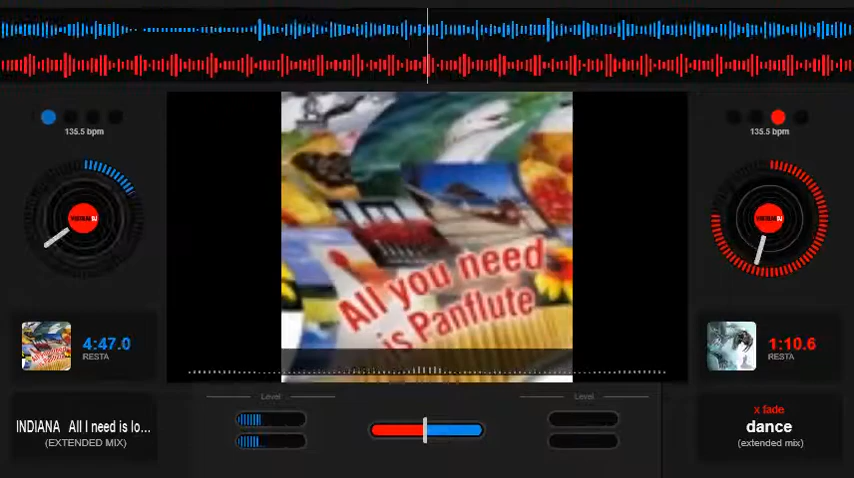 135.5 bpm
135.5 bpm
All you need
is Panflute
4:47.0
RESTA
1:10.6
RESTA
Level
Level
INDIANA All I need is lo...
(EXTENDED MIX)
x fade
dance
(extended mix)